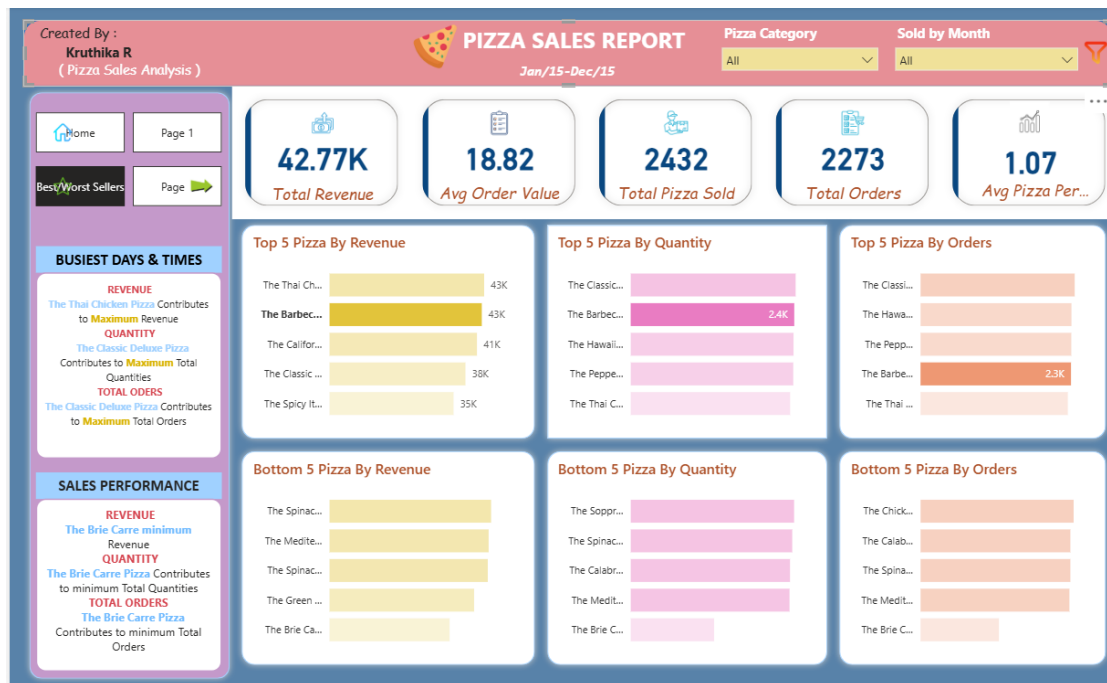 Created By :
Kruthika R
( Pizza Sales Analysis )
PIZZA SALES REPORT
Jan/15-Dec/15
Pizza Category
All
Sold by Month
All
Home
Page 1
Best/Worst Sellers
Page
42.77K
Total Revenue
18.82
Avg Order Value
2432
Total Pizza Sold
2273
Total Orders
1.07
Avg Pizza Per...
BUSIEST DAYS & TIMES
REVENUE
The Thai Chicken Pizza Contributes
to Maximum Revenue
QUANTITY
The Classic Deluxe Pizza
Contributes to Maximum Total
Quantities
TOTAL ODERS
The Classic Deluxe Pizza Contributes
to Maximum Total Orders
SALES PERFORMANCE
REVENUE
The Brie Carre minimum
Revenue
QUANTITY
The Brie Carre Pizza Contributes
to minimum Total Quantities
TOTAL ORDERS
The Brie Carre Pizza
Contributes to minimum Total
Orders
Top 5 Pizza By Revenue
The Thai Ch... 43K
The Barbec... 43K
The Califor... 41K
The Classic ... 38K
The Spicy It... 35K
Top 5 Pizza By Quantity
The Classic...
The Barbec... 2.4K
The Hawaii...
The Peppe...
The Thai C...
Top 5 Pizza By Orders
The Classi...
The Hawa...
The Pepp...
The Barbe... 2.3K
The Thai ...
Bottom 5 Pizza By Revenue
The Spinac...
The Medite...
The Spinac...
The Green ...
The Brie Ca...
Bottom 5 Pizza By Quantity
The Soppr...
The Spinac...
The Calabr...
The Medit...
The Brie C...
Bottom 5 Pizza By Orders
The Chick...
The Calab...
The Spina...
The Medit...
The Brie C...